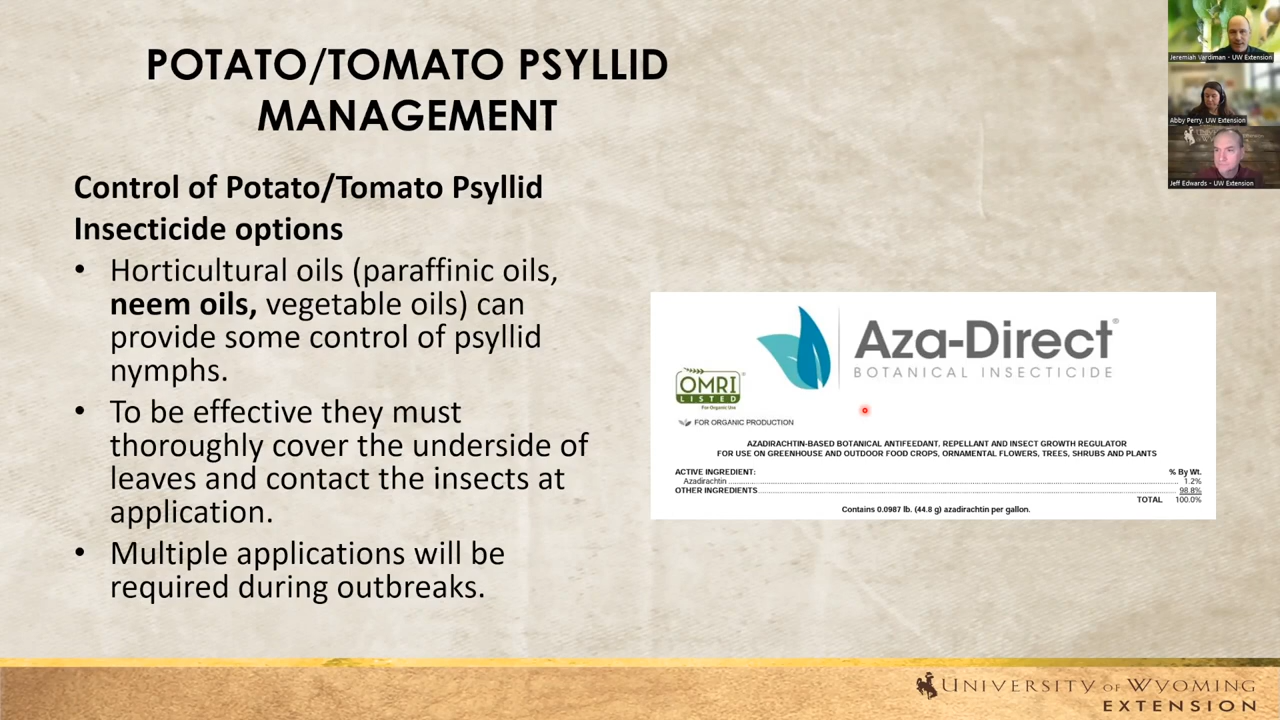 POTATO/TOMATO PSYLLID
MANAGEMENT
Control of Potato/Tomato Psyllid
Insecticide options
• Horticultural oils (paraffinic oils,
neem oils, vegetable oils) can
provide some control of psyllid
nymphs.
• To be effective they must
thoroughly cover the underside of
leaves and contact the insects at
application.
• Multiple applications will be
required during outbreaks.
Aza-Direct®
BOTANICAL INSECTICIDE
OMRI®
LISTED
For Organic Use
FOR ORGANIC PRODUCTION
AZADIRACHTIN-BASED BOTANICAL ANTIFEEDANT, REPELLANT AND INSECT GROWTH REGULATOR
FOR USE ON GREENHOUSE AND OUTDOOR FOOD CROPS, ORNAMENTAL FLOWERS, TREES, SHRUBS AND PLANTS
ACTIVE INGREDIENT: % By Wt.
Azadirachtin 1.2%
OTHER INGREDIENTS 98.8%
TOTAL 100.0%
Contains 0.0987 lb. (44.8 g) azadirachtin per gallon.
Jeremiah Vardiman - UW Extension
Abby Perry, UW Extension
Jeff Edwards - UW Extension
UNIVERSITY OF WYOMING
EXTENSION